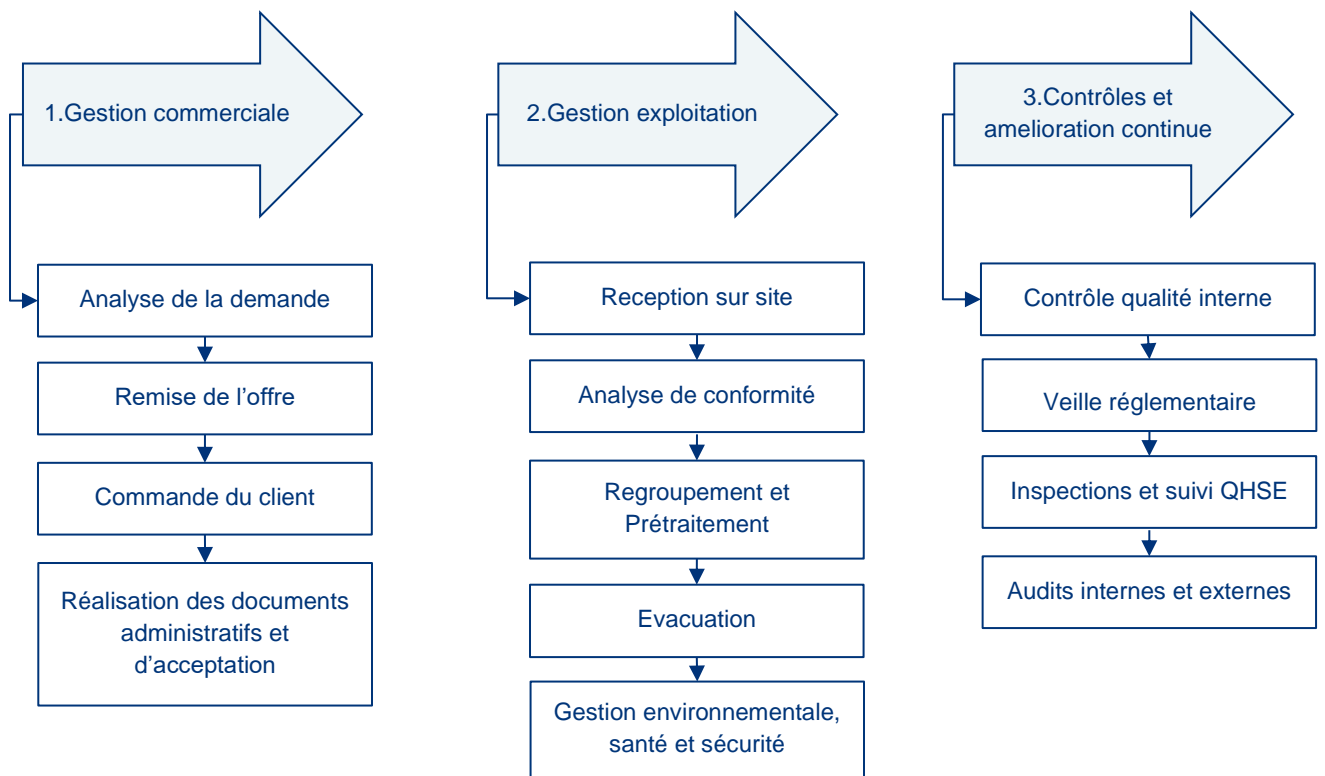 1.Gestion commerciale
Analyse de la demande
Remise de l’offre
Commande du client
Réalisation des documents
administratifs et
d’acceptation
2.Gestion exploitation
Reception sur site
Analyse de conformité
Regroupement et
Prétraitement
Evacuation
Gestion environnementale,
santé et sécurité
3.Contrôles et
amelioration continue
Contrôle qualité interne
Veille réglementaire
Inspections et suivi QHSE
Audits internes et externes